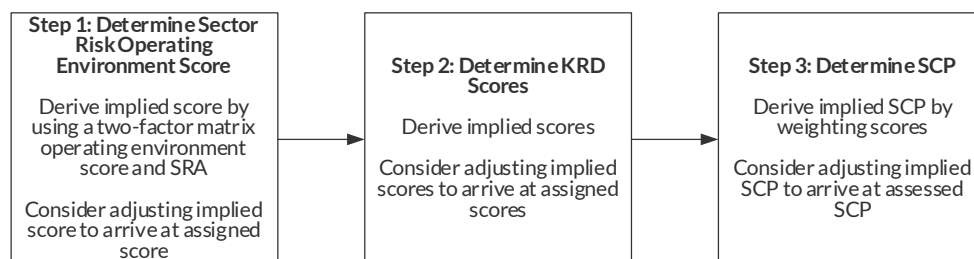 Step 1: Determine Sector
Risk Operating
Environment Score
Derive implied score by
using a two-factor matrix
operating environment
score and SRA
Consider adjusting implied
score to arrive at assigned
score
Step 2: Determine KRD
Scores
Derive implied scores
Consider adjusting implied
scores to arrive at assigned
scores
Step 3: Determine SCP
Derive implied SCP by
weighting scores
Consider adjusting implied
SCP to arrive at assessed
SCP